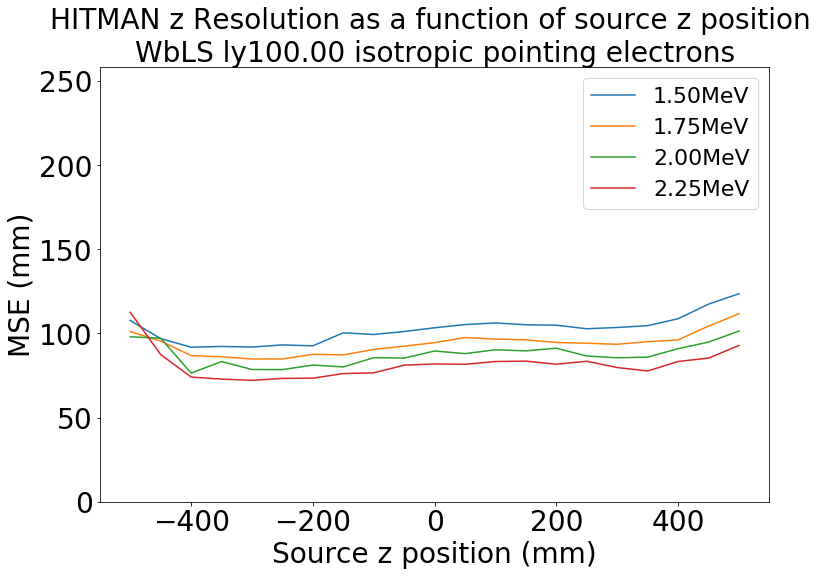 HITMAN z Resolution as a function of source z position
WbLS ly100.00 isotropic pointing electrons
1.50MeV
1.75MeV
2.00MeV
2.25MeV
MSE (mm)
250
200
150
100
50
0
−400
−200
0
200
400
Source z position (mm)